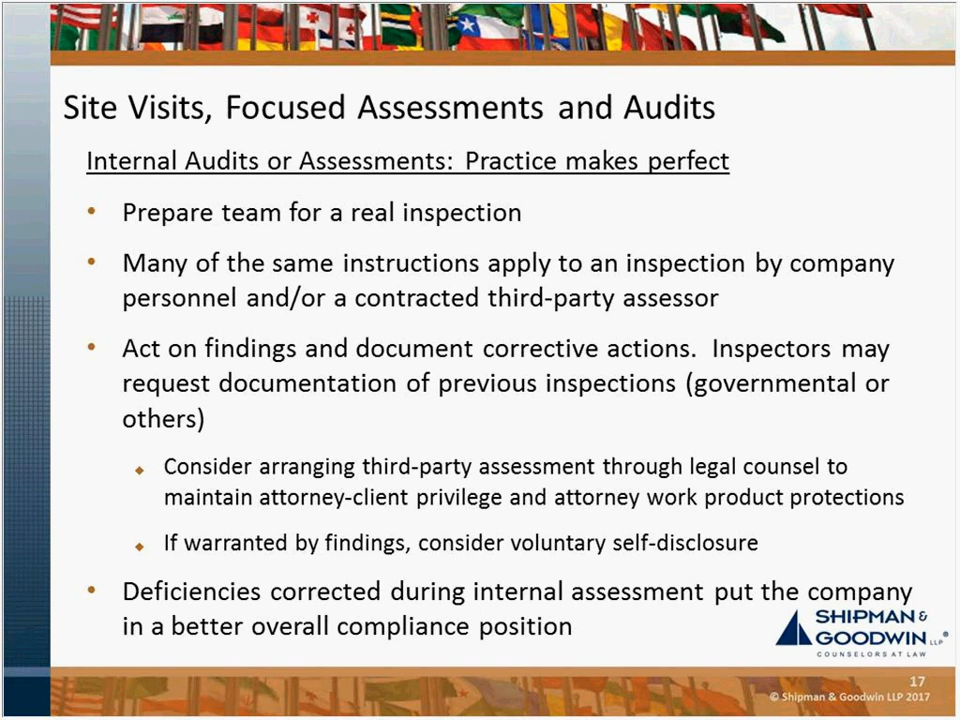 Site Visits, Focused Assessments and Audits
Internal Audits or Assessments: Practice makes perfect
• Prepare team for a real inspection
• Many of the same instructions apply to an inspection by company
personnel and/or a contracted third-party assessor
• Act on findings and document corrective actions. Inspectors may
request documentation of previous inspections (governmental or
others)
◆ Consider arranging third-party assessment through legal counsel to
maintain attorney-client privilege and attorney work product protections
◆ If warranted by findings, consider voluntary self-disclosure
• Deficiencies corrected during internal assessment put the company
in a better overall compliance position
SHIPMAN &
GOODWIN LLP®
COUNSELORS AT LAW
17
© Shipman & Goodwin LLP 2017